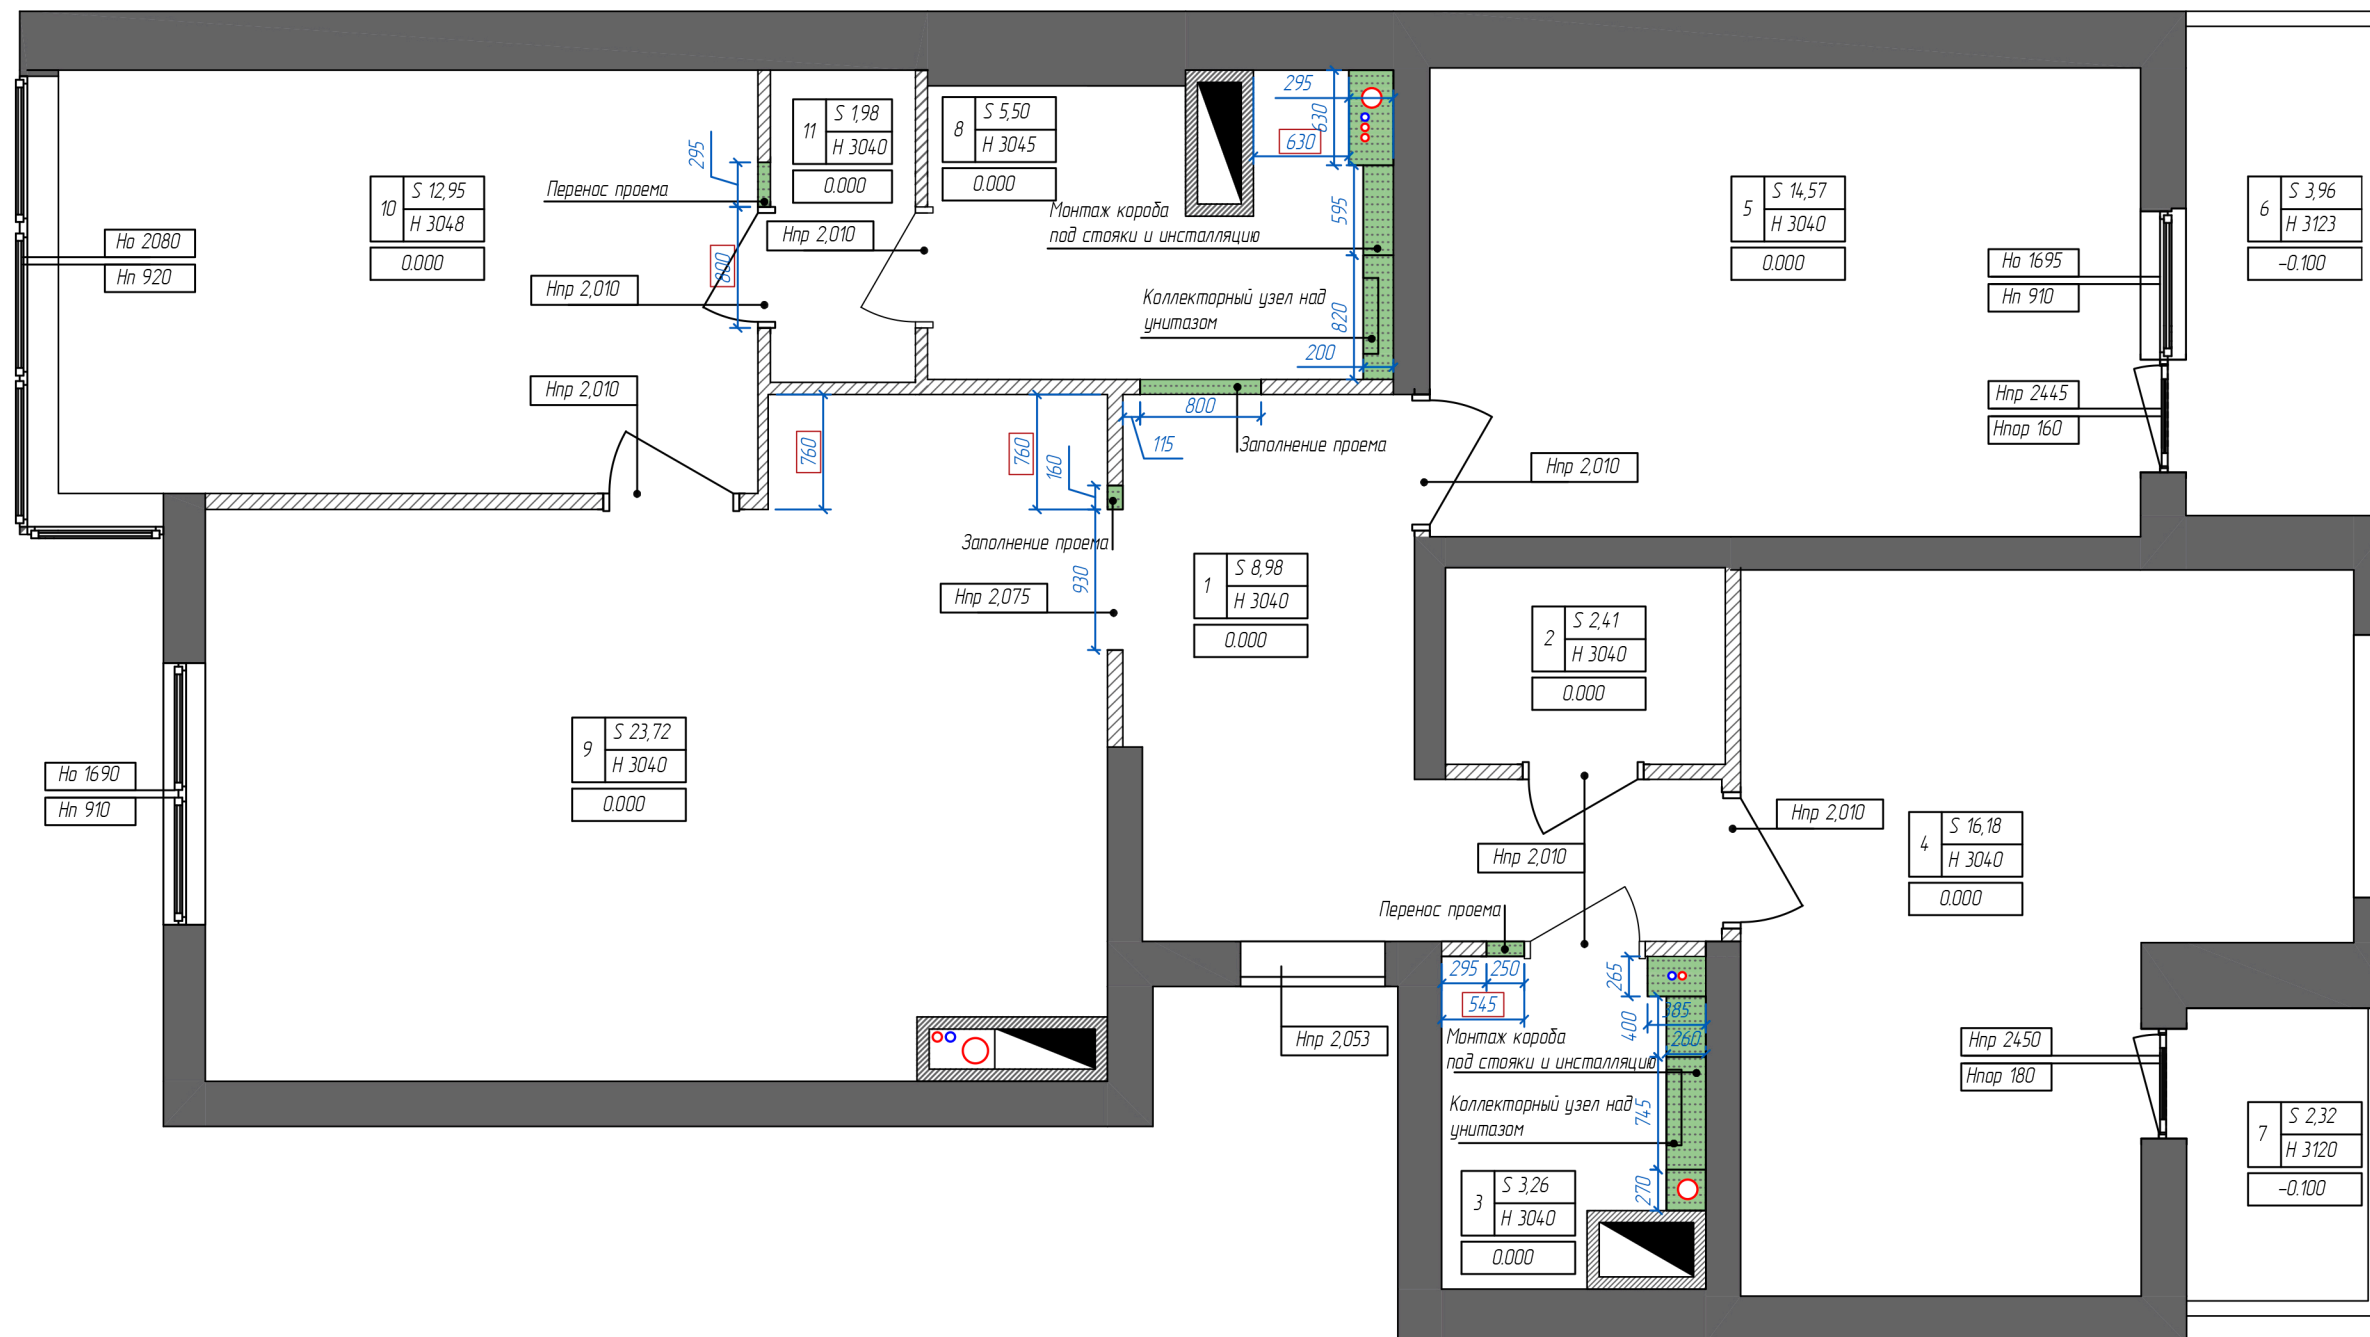 10
S 12,95
H 3048
0.000
Но 2080
Нп 920
Перенос проема
295
800
Нпр 2,010
Нпр 2,010
11
S 1,98
H 3040
0.000
Нпр 2,010
8
S 5,50
H 3045
0.000
Монтаж короба
под стояки и инсталляцию
Коллекторный узел над
унитазом
295
630
630
595
820
200
800
115
Заполнение проема
760
760
160
930
Заполнение проема
Нпр 2,075
5
S 14,57
H 3040
0.000
Но 1695
Нп 910
Нпр 2445
Нпор 160
6
S 3,96
H 3123
-0.100
Нпр 2,010
1
S 8,98
H 3040
0.000
2
S 2,41
H 3040
0.000
9
S 23,72
H 3040
0.000
Но 1690
Нп 910
Нпр 2,010
Нпр 2,010
4
S 16,18
H 3040
0.000
Перенос проема
295
250
545
265
385
400
260
745
270
Нпр 2,053
Монтаж короба
под стояки и инсталляцию
Коллекторный узел над
унитазом
3
S 3,26
H 3040
0.000
Нпр 2450
Нпор 180
7
S 2,32
H 3120
-0.100